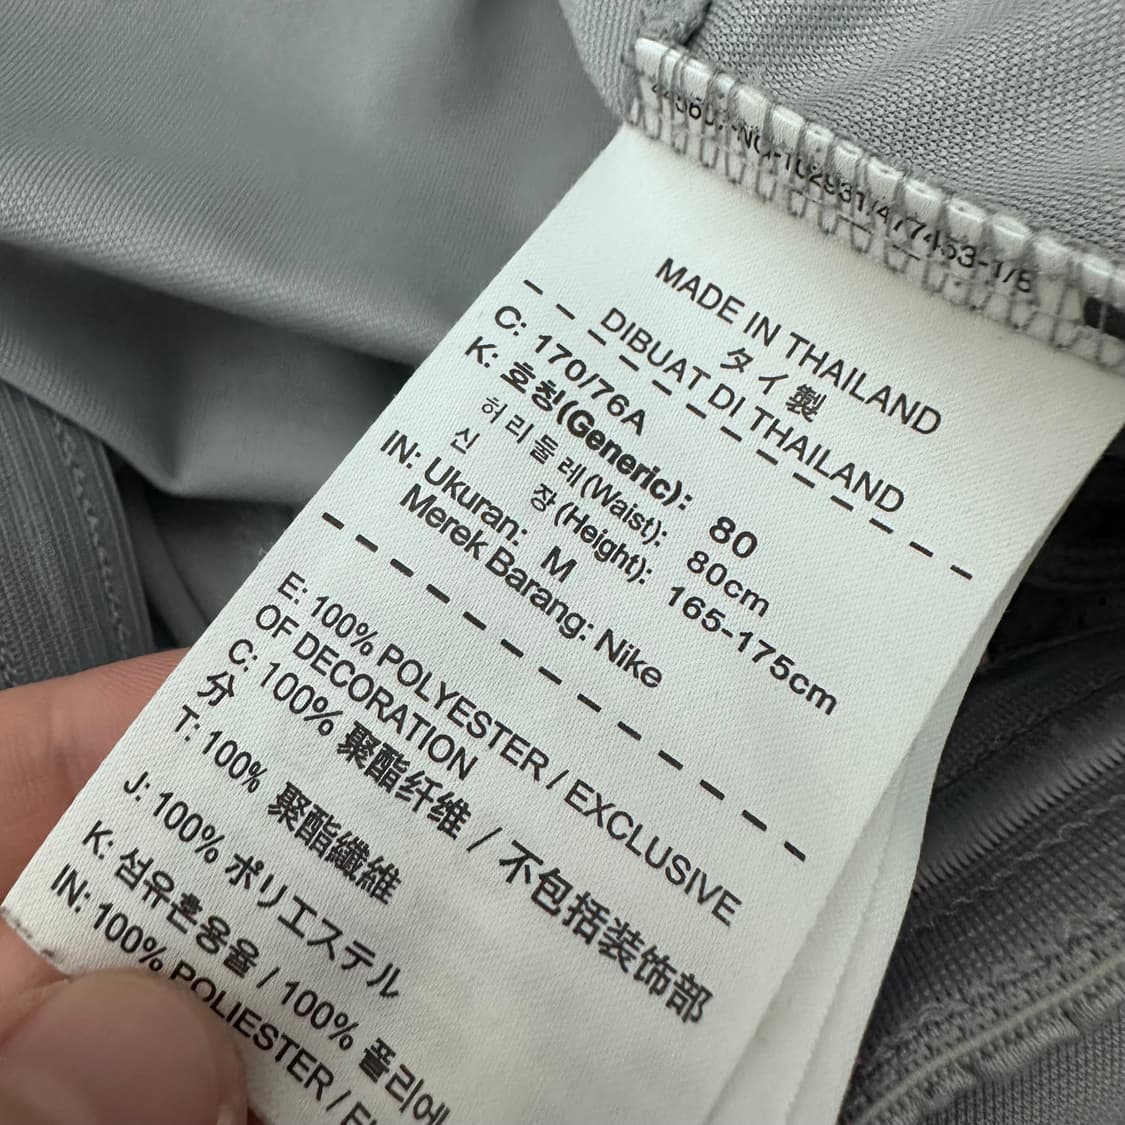 MADE IN THAILAND
タイ製
DIBUAT DI THAILAND
C: 170/76A
K: 호칭(Generic): 80
허리둘레(Waist): 80cm
신 장(Height): 165-175cm
IN: Ukuran: M
Merek Barang: Nike
E: 100% POLYESTER / EXCLUSIVE
OF DECORATION
C: 100% 聚酯纤维 / 不包括装饰部
分
T: 100% 聚酯纖維
J: 100% ポリエステル
K: 섬유혼용율 / 100% 폴리에
IN: 100% POLIESTER /